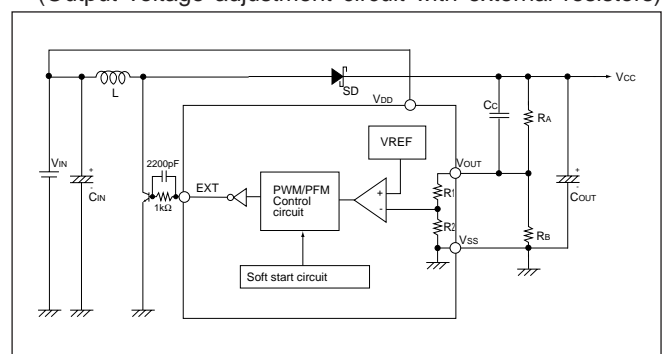 (Output voltage adjustment circuit with external resistors)
L
SD
VCC
VDD
CC
RA
VREF
VIN
2200pF
VOUT
CIN
EXT
PWM/PFM
Control
circuit
+
-
R1
COUT
1kΩ
R2
VSS
RB
Soft start circuit